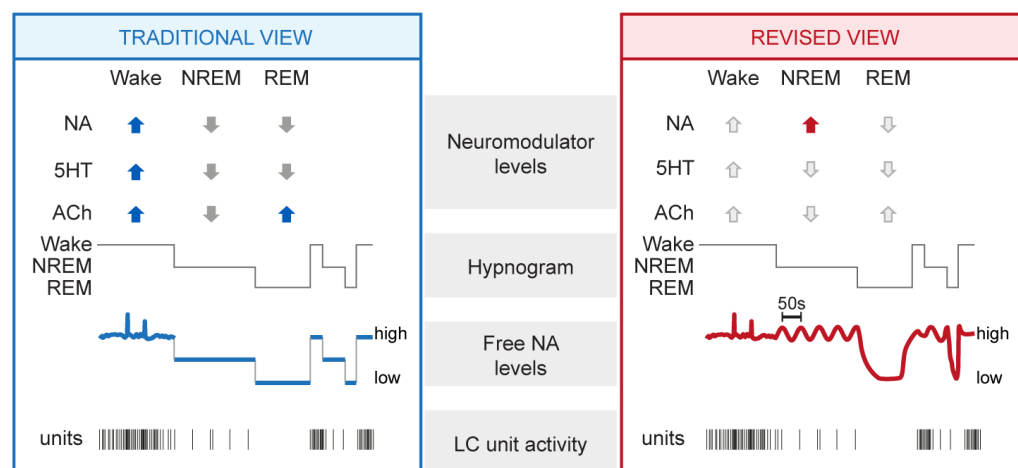 TRADITIONAL VIEW
Wake NREM REM
NA
5HT
ACh
Wake
NREM
REM
high
low
units
Neuromodulator
levels
Hypnogram
Free NA
levels
LC unit activity
REVISED VIEW
Wake NREM REM
NA
5HT
ACh
Wake
NREM
REM
50s
high
low
units